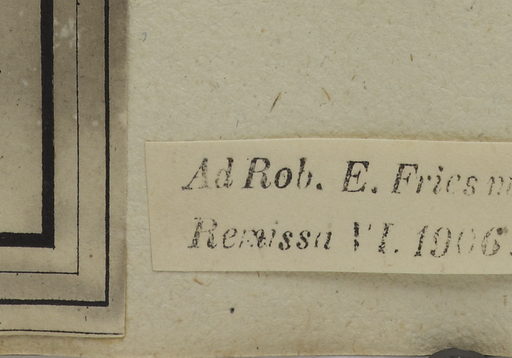 Ad Rob. E. Fries
Remissa VI. 1906.